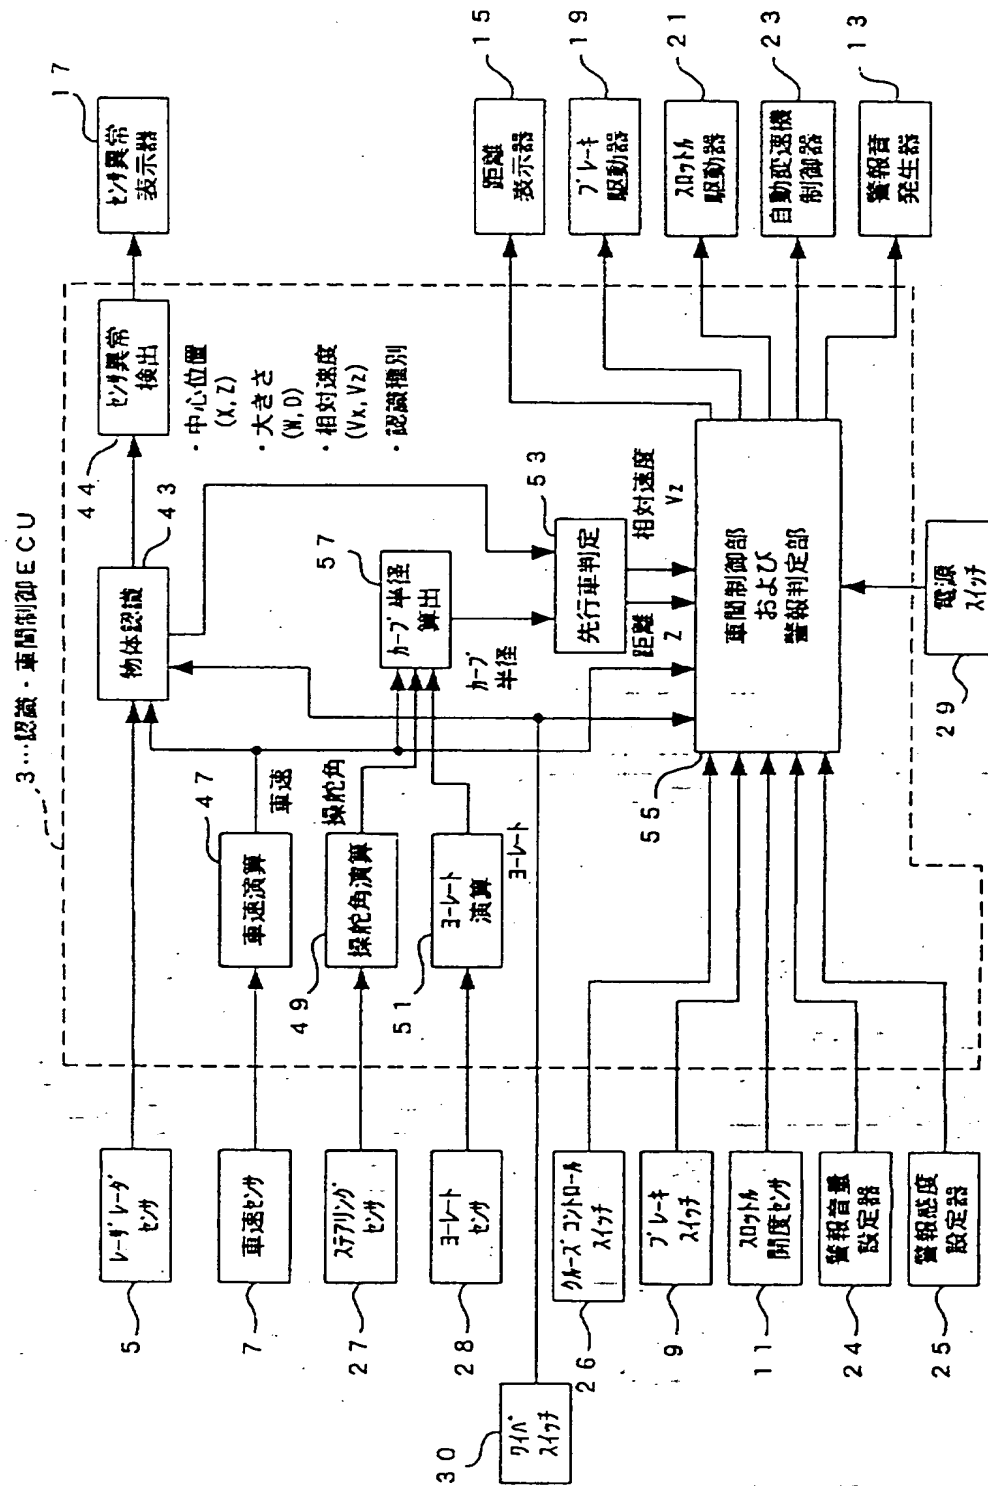 3…認識・車間制御ECU
5
レーザレーダ
センサ
7
車速センサ
27
ステアリング
センサ
28
ヨーレート
センサ
30
ワイパ
スイッチ
26
クルーズコントロール
スイッチ
9
ブレーキ
スイッチ
11
スロットル
開度センサ
24
警報音量
設定器
25
警報感度
設定器
47
車速演算
車速
49
操舵角演算
操舵角
51
ヨーレート
演算
ヨーレート
43
物体認識
44
センサ異常
検出
・中心位置
(X,Z)
・大きさ
(W,D)
・相対速度
(Vx,Vz)
・認識種別
57
カーブ半径
算出
カーブ
半径
53
先行車判定
距離
Z
相対速度
Vz
55
車間制御部
および
警報判定部
29
電源
スイッチ
17
センサ異常
表示器
15
距離
表示器
19
ブレーキ
駆動器
21
スロットル
駆動器
23
自動変速機
制御器
13
警報音
発生器